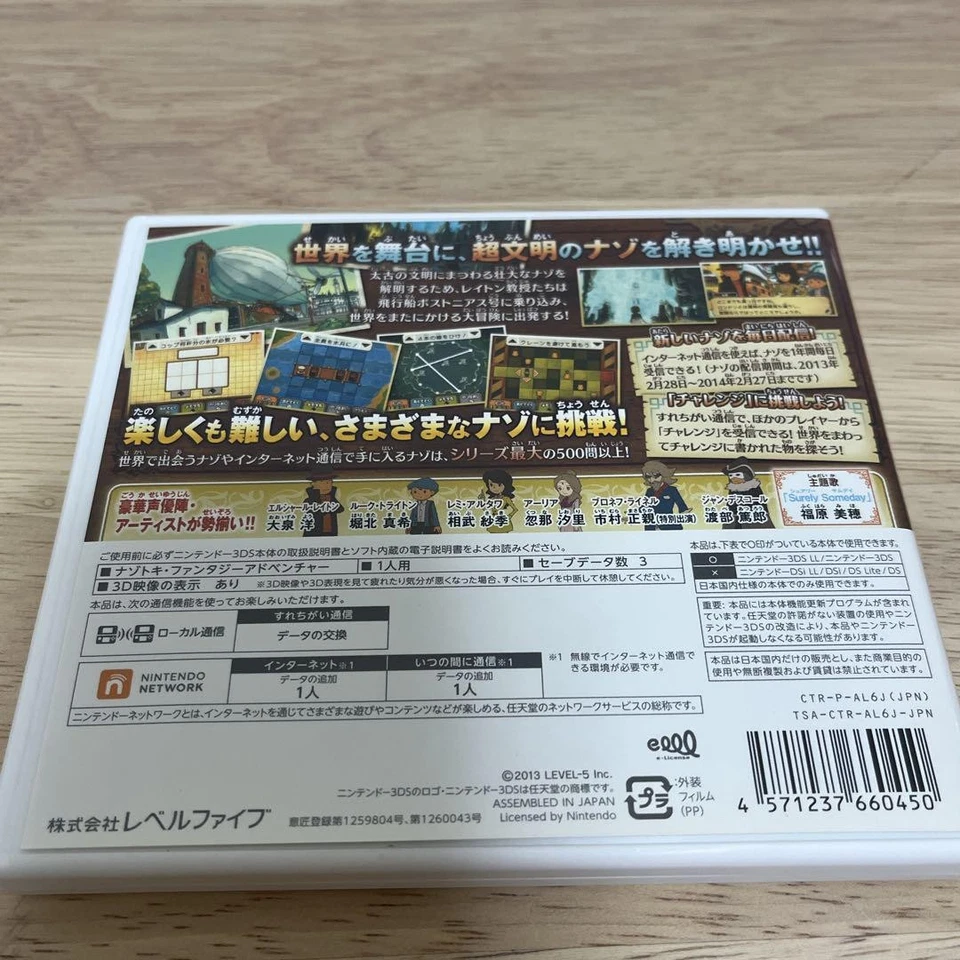 世界を舞台に、超文明のナゾを解き明かせ!!
太古の文明にまつわる壮大なナゾを
解明するため、レイトン教授たちは
飛行船ボストニアス号に乗り込み、
世界をまたにかける大冒険に出発する!
コップ何杯分の水が必要?
クレーンを避けて進もう!
楽しくも難しい、さまざまなナゾに挑戦!
世界で出会うナゾやインターネット通信で手に入るナゾは、シリーズ最大の500問以上!
新しいナゾを毎日配信!
インターネット通信を使えば、ナゾを1年間毎日
受信できる!(ナゾの配信期間は、2013年
2月28日~2014年2月27日までです)
「チャレンジ」に挑戦しよう!
すれちがい通信で、ほかのプレイヤーから
「チャレンジ」を受信できる!世界をまわっ
てチャレンジに書かれた物を探そう!
豪華声優陣・
アーティストが勢揃い!!
エルシャール・レイトン
大泉 洋
ルーク・トライトン
堀北 真希
レミ・アルタワ
相武 紗季
アーリア
忽那 汐里
ブロネフ・ライネル
市村 正親(特別出演)
ジャン・デスコール
渡部 篤郎
主題歌
「Surely Someday」
福原 美穂
ご使用前に必ずニンテンドー3DS本体の取扱説明書とソフト内蔵の電子説明書をよくお読みください。
■ナゾトキ・ファンタジーアドベンチャー
■1人用
■セーブデータ数 3
■3D映像の表示 あり
※3D映像や3D表現を見て疲れたり気分が悪くなった場合、すぐにプレイを中断して休憩してください。
本品は、次の通信機能を使ってお楽しみいただけます。
ローカル通信
すれちがい通信
データの交換
NINTENDO
NETWORK
インターネット※1
データの追加
1人
いつの間に通信※1
データの追加
1人
※1 無線でインターネット通信で
きる環境が必要です。
ニンテンドーネットワークとは、インターネットを通じてさまざまな遊びやコンテンツなどが楽しめる、任天堂のネットワークサービスの総称です。
本品は、下表で○印がついている本体で使用できます。
○ ニンテンドー3DS LL/ニンテンドー3DS
× ニンテンドーDSi LL/DSi/DS Lite/DS
日本国内仕様の本体でのみ使用できます。
重要:本品には本体機能更新プログラムが含まれ
ています。任天堂の許諾がない装置の使用やニン
テンドー3DSの改造により、本品やニンテンドー
3DSが起動しなくなる可能性があります。
本品は日本国内だけの販売とし、また商業目的の
使用や無断複製および賃貸は禁止されています。
CTR-P-AL6J(JPN)
TSA-CTR-AL6J-JPN
e-License
©2013 LEVEL-5 Inc.
ニンテンドー3DSのロゴ・ニンテンドー3DSは任天堂の商標です。
ASSEMBLED IN JAPAN
Licensed by Nintendo
株式会社レベルファイブ
意匠登録第1259804号、第1260043号
プラ
:外装
フィルム
(PP)
4 571237 660450